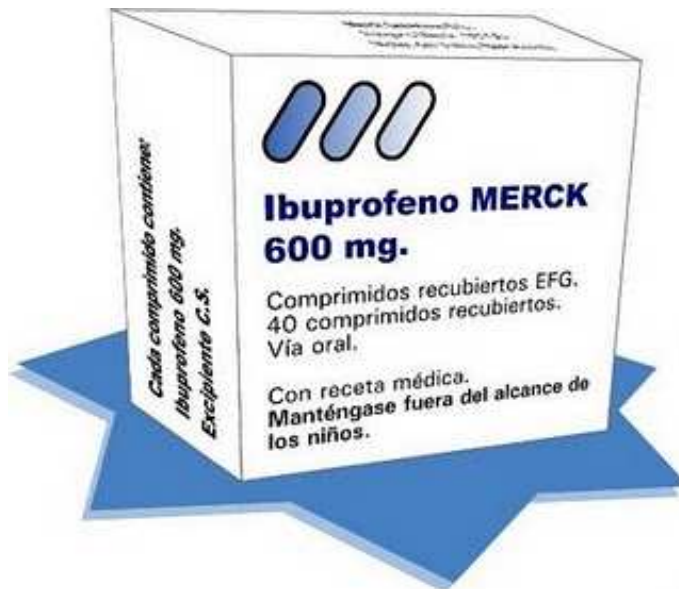 Ibuprofeno MERCK
600 mg.
Comprimidos recubiertos EFG.
40 comprimidos recubiertos.
Vía oral.
Con receta médica.
Manténgase fuera del alcance de
los niños.
Cada comprimido contiene:
Ibuprofeno 600 mg.
Excipiente C.S.